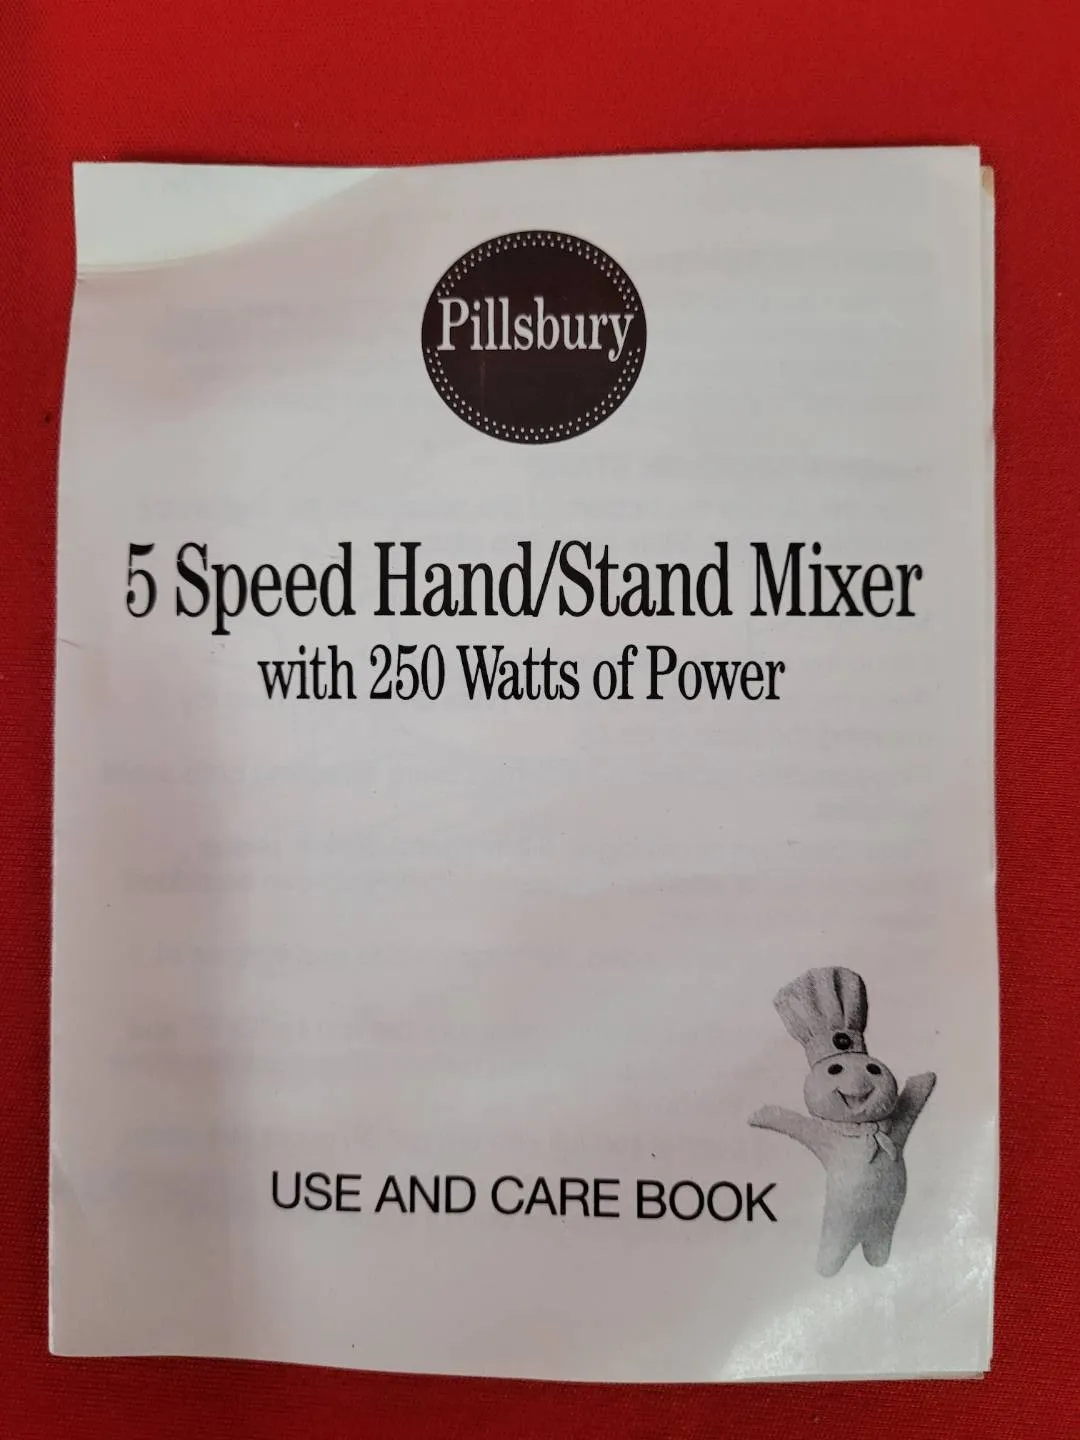 Pillsbury
5 Speed Hand/Stand Mixer
with 250 Watts of Power
USE AND CARE BOOK